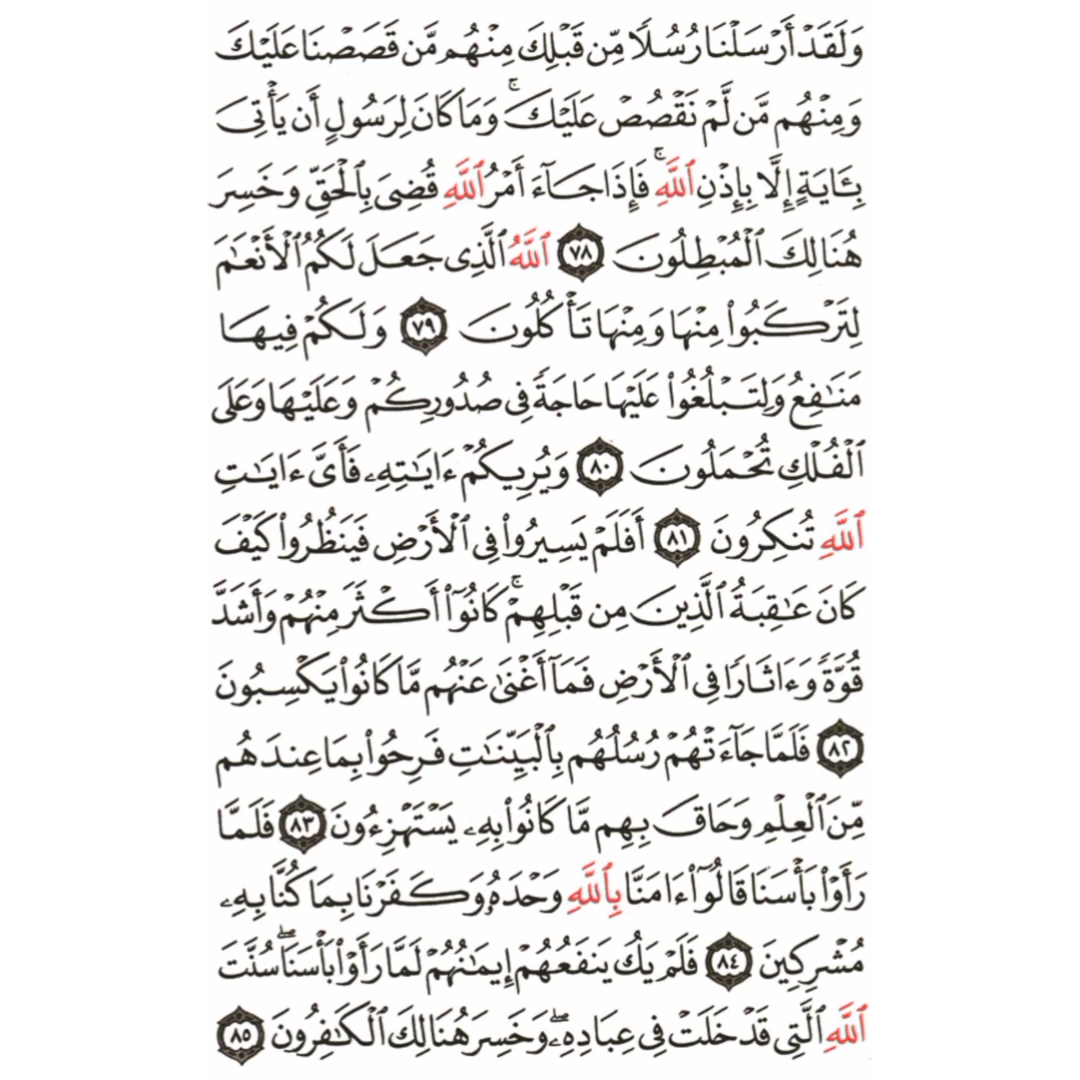 وَلَقَدْ أَرْسَلْنَا رُسُلًا مِّن قَبْلِكَ مِنْهُم مَّن قَصَصْنَا عَلَيْكَ
وَمِنْهُم مَّن لَّمْ نَقْصُصْ عَلَيْكَ ۗ وَمَا كَانَ لِرَسُولٍ أَن يَأْتِىَ
بِـَٔايَةٍ إِلَّا بِإِذْنِ ٱللَّهِ ۚ فَإِذَا جَآءَ أَمْرُ ٱللَّهِ قُضِىَ بِٱلْحَقِّ وَخَسِرَ
هُنَالِكَ ٱلْمُبْطِلُونَ ٧٨ ٱللَّهُ ٱلَّذِى جَعَلَ لَكُمُ ٱلْأَنْعَٰمَ
لِتَرْكَبُوا۟ مِنْهَا وَمِنْهَا تَأْكُلُونَ ٧٩ وَلَكُمْ فِيهَا
مَنَٰفِعُ وَلِتَبْلُغُوا۟ عَلَيْهَا حَاجَةً فِى صُدُورِكُمْ وَعَلَيْهَا وَعَلَى
ٱلْفُلْكِ تُحْمَلُونَ ٨٠ وَيُرِيكُمْ ءَايَٰتِهِۦ فَأَىَّ ءَايَٰتِ
ٱللَّهِ تُنكِرُونَ ٨١ أَفَلَمْ يَسِيرُوا۟ فِى ٱلْأَرْضِ فَيَنظُرُوا۟ كَيْفَ
كَانَ عَٰقِبَةُ ٱلَّذِينَ مِن قَبْلِهِمْ ۚ كَانُوٓا۟ أَكْثَرَ مِنْهُمْ وَأَشَدَّ
قُوَّةً وَءَاثَارًا فِى ٱلْأَرْضِ فَمَآ أَغْنَىٰ عَنْهُم مَّا كَانُوا۟ يَكْسِبُونَ
٨٢ فَلَمَّا جَآءَتْهُمْ رُسُلُهُم بِٱلْبَيِّنَٰتِ فَرِحُوا۟ بِمَا عِندَهُم
مِّنَ ٱلْعِلْمِ وَحَاقَ بِهِم مَّا كَانُوا۟ بِهِۦ يَسْتَهْزِءُونَ ٨٣ فَلَمَّا
رَأَوْا۟ بَأْسَنَا قَالُوٓا۟ ءَامَنَّا بِٱللَّهِ وَحْدَهُۥ وَكَفَرْنَا بِمَا كُنَّا بِهِۦ
مُشْرِكِينَ ٨٤ فَلَمْ يَكُ يَنفَعُهُمْ إِيمَٰنُهُمْ لَمَّا رَأَوْا۟ بَأْسَنَا ۖ سُنَّتَ
ٱللَّهِ ٱلَّتِى قَدْ خَلَتْ فِى عِبَادِهِۦ ۖ وَخَسِرَ هُنَالِكَ ٱلْكَٰفِرُونَ ٨٥